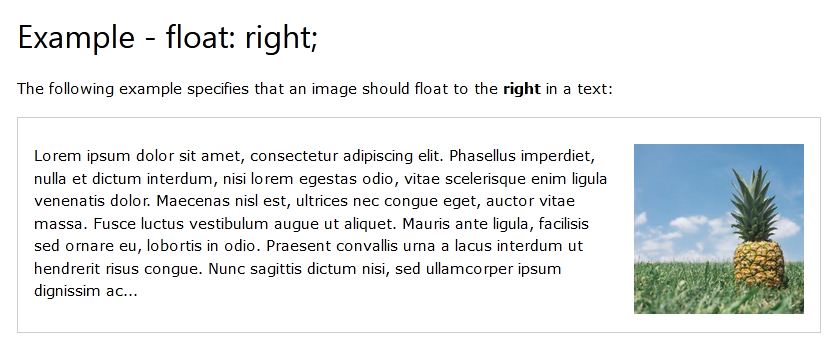 Example - float: right;
The following example specifies that an image should float to the right in a text:
Lorem ipsum dolor sit amet, consectetur adipiscing elit. Phasellus imperdiet,
nulla et dictum interdum, nisi lorem egestas odio, vitae scelerisque enim ligula
venenatis dolor. Maecenas nisl est, ultrices nec congue eget, auctor vitae
massa. Fusce luctus vestibulum augue ut aliquet. Mauris ante ligula, facilisis
sed ornare eu, lobortis in odio. Praesent convallis urna a lacus interdum ut
hendrerit risus congue. Nunc sagittis dictum nisi, sed ullamcorper ipsum
dignissim ac...